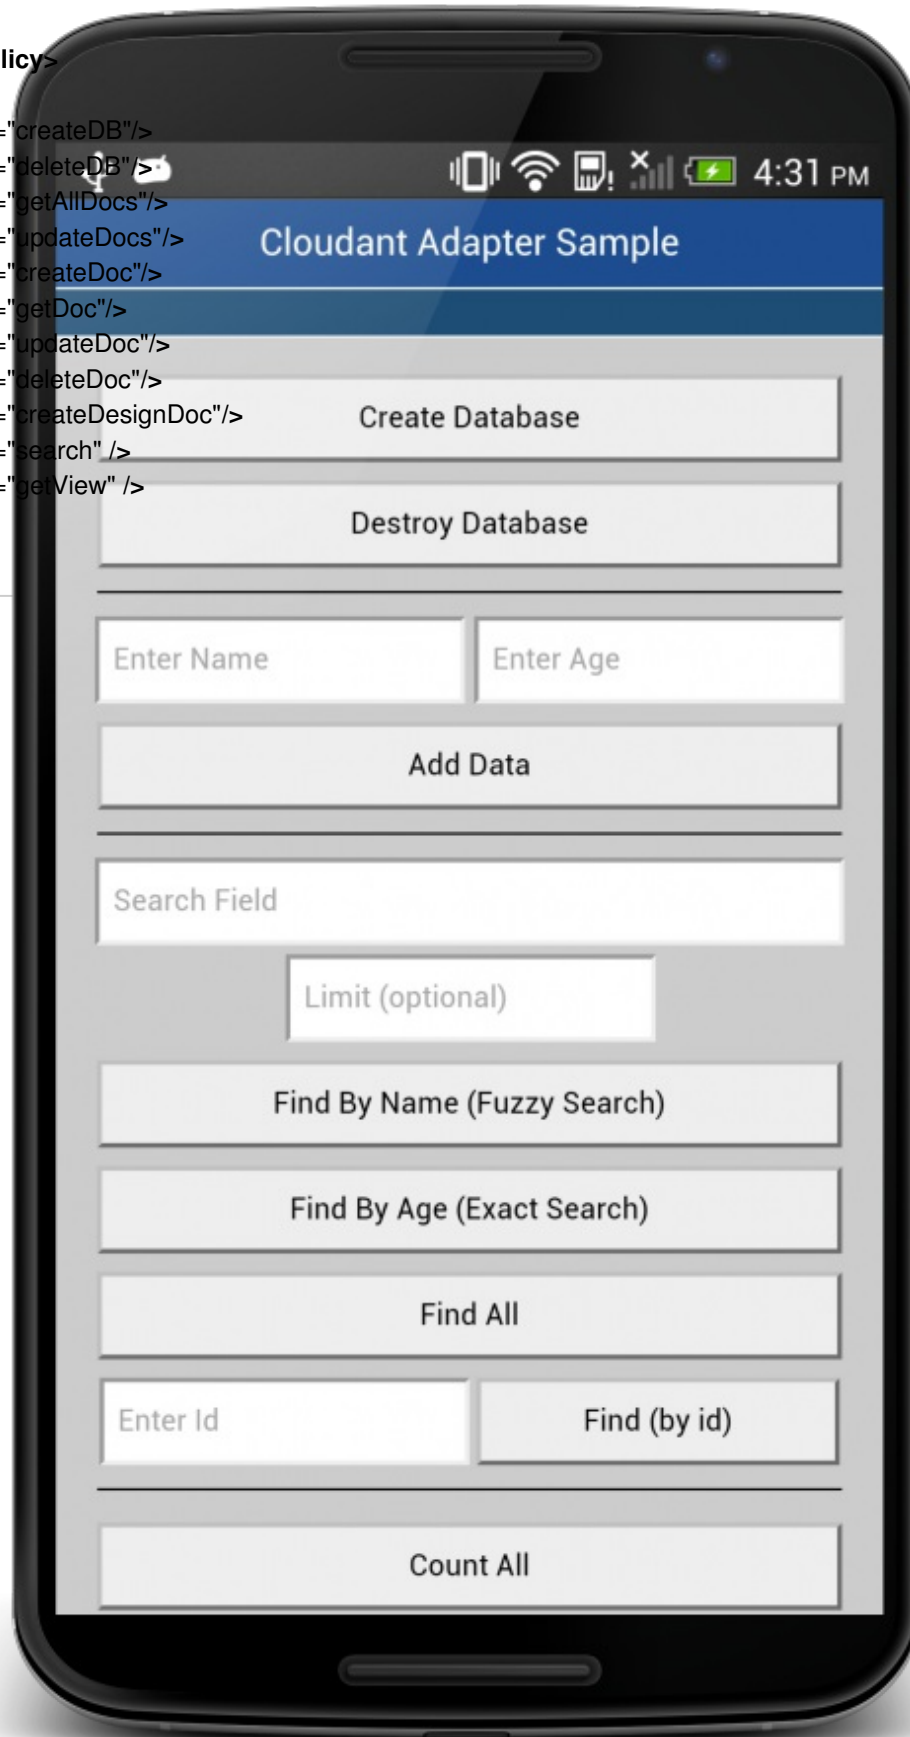 licy>
="createDB"/>
="deleteDB"/>
4:31 PM
="getAllDocs"/>
="updateDocs"/>
Cloudant Adapter Sample
="createDoc"/>
="getDoc"/>
="updateDoc"/>
="deleteDoc"/>
="createDesignDoc"/>
Create Database
="search" />
="getView" />
Destroy Database
Enter Name Enter Age
Add Data
Search Field
Limit (optional)
Find By Name (Fuzzy Search)
Find By Age (Exact Search)
Find All
Enter Id Find (by id)
Count All